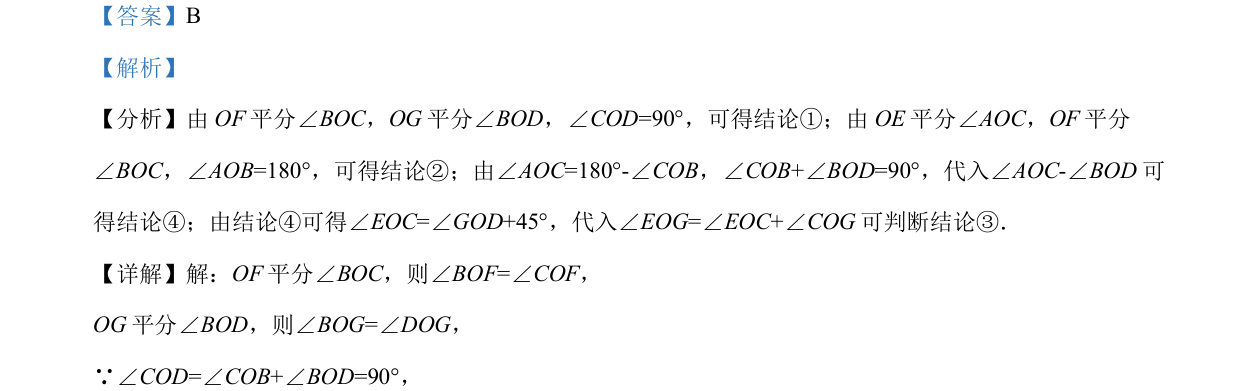 【答案】B
【解析】
【分析】由 OF 平分∠BOC，OG 平分∠BOD，∠COD=90°，可得结论①；由 OE 平分∠AOC，OF 平分
∠BOC，∠AOB=180°，可得结论②；由∠AOC=180°-∠COB，∠COB+∠BOD=90°，代入∠AOC-∠BOD 可
得结论④；由结论④可得∠EOC=∠GOD+45°，代入∠EOG=∠EOC+∠COG 可判断结论③．
【详解】解：OF 平分∠BOC，则∠BOF=∠COF，
OG 平分∠BOD，则∠BOG=∠DOG，
∵∠COD=∠COB+∠BOD=90°，